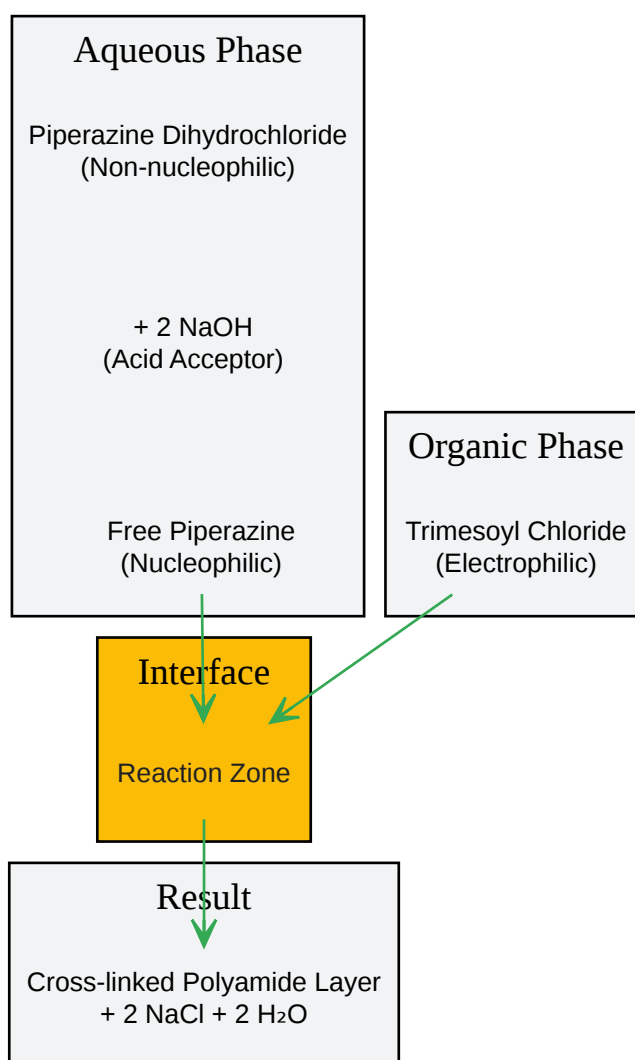 Aqueous Phase
Piperazine Dihydrochloride
(Non-nucleophilic)
+ 2 NaOH
(Acid Acceptor)
Free Piperazine
(Nucleophilic)
Organic Phase
Trimesoyl Chloride
(Electrophilic)
Interface
Reaction Zone
Result
Cross-linked Polyamide Layer
+ 2 NaCl + 2 H₂O